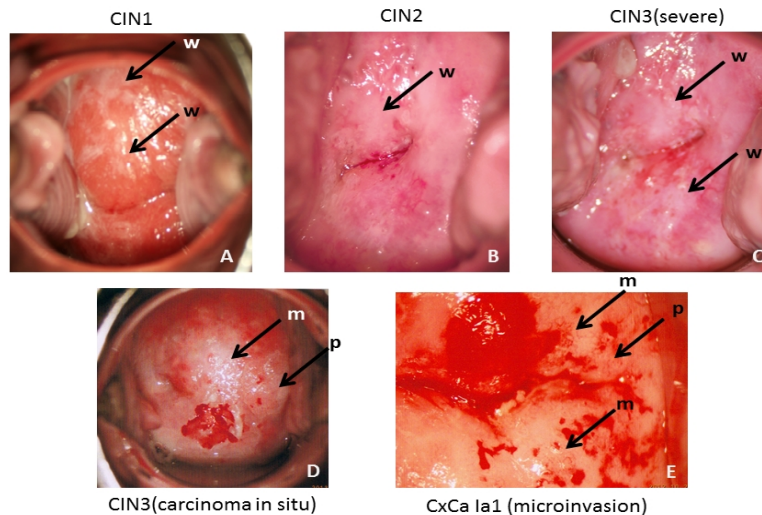 CIN1
CIN2
CIN3(severe)
w
w
w
w
w
A
B
C
m
p
m
p
m
D
E
CIN3(carcinoma in situ)
CxCa Ia1 (microinvasion)